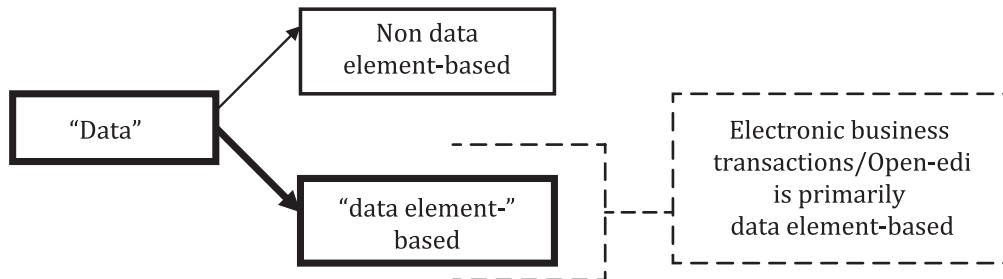 Non data
element-based
“Data”
“data element-”
based
Electronic business
transactions/Open-edi
is primarily
data element-based